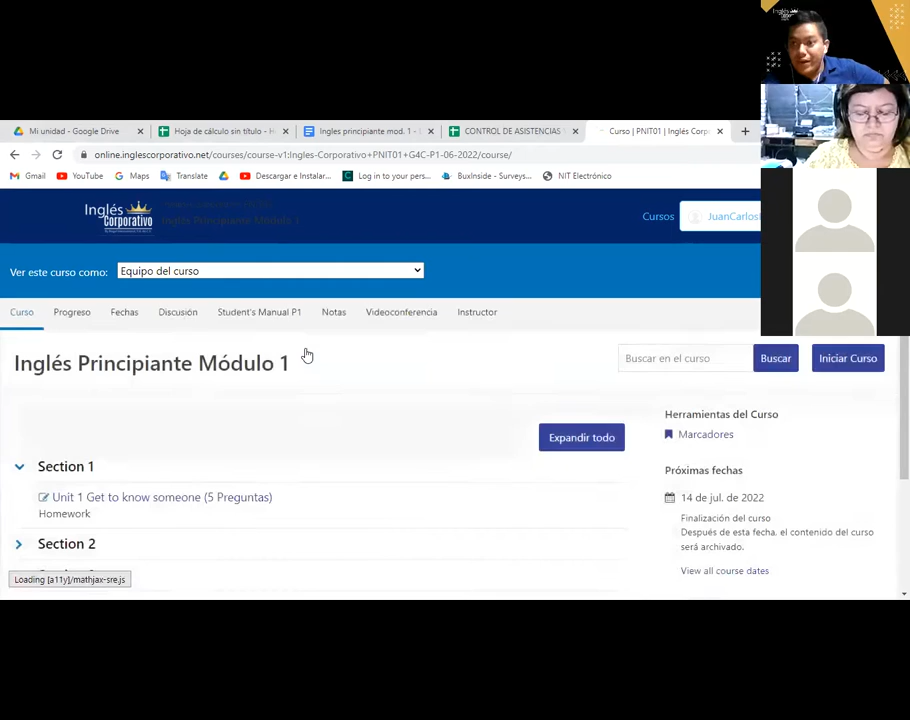 Inglés
Mi unidad - Google Drive
Hoja de cálculo sin título - H
Ingles principiante mod. 1 -
CONTROL DE ASISTENCIAS
Curso | PNIT01 | Inglés Corp
online.inglescorporativo.net/courses/course-v1:Ingles-Corporativo+PNIT01+G4C-P1-06-2022/course/
Gmail YouTube Maps Translate Descargar e Instalar... Log in to your pers... BuxInside - Surveys... NIT Electrónico
Inglés
Corporativo
Inglés Principiante Módulo 1
Cursos
JuanCarlos
Ver este curso como:
Equipo del curso
Curso Progreso Fechas Discusión Student's Manual P1 Notas Videoconferencia Instructor
Inglés Principiante Módulo 1
Buscar en el curso
Buscar
Iniciar Curso
Herramientas del Curso
Marcadores
Expandir todo
Section 1
Unit 1 Get to know someone (5 Preguntas)
Homework
Section 2
Próximas fechas
14 de jul. de 2022
Finalización del curso
Después de esta fecha, el contenido del curso
será archivado.
View all course dates
Loading [a11y]/mathjax-sre.js